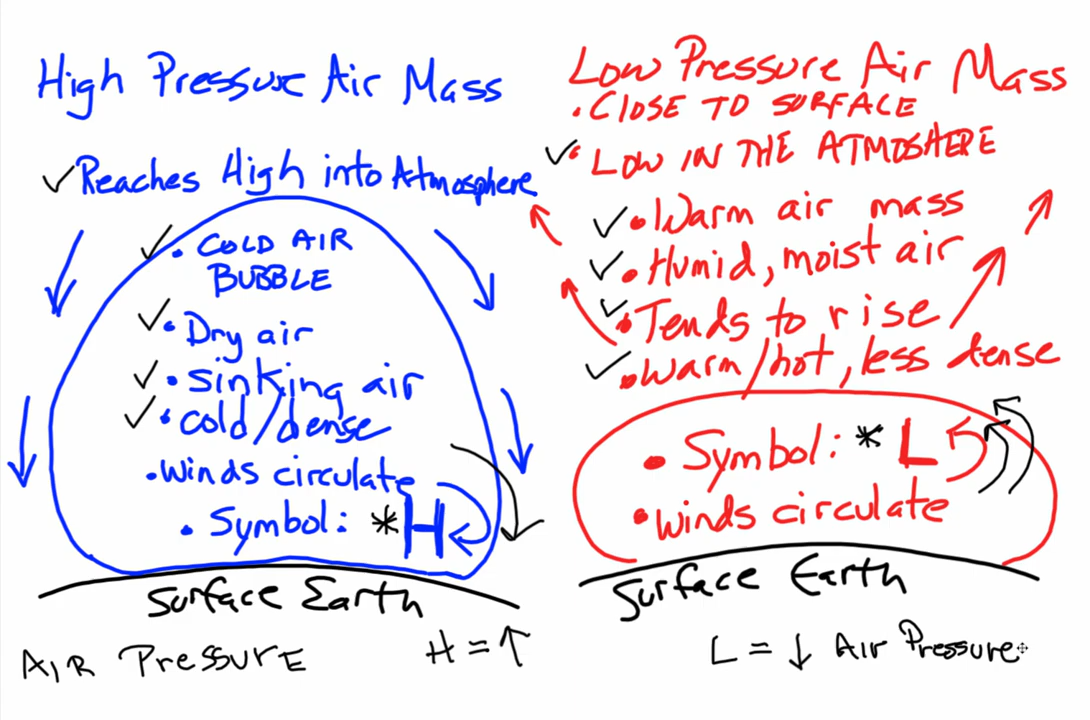 High Pressure Air Mass
✓Reaches High into Atmosphere
✓• COLD AIR
BUBBLE
✓• Dry air
✓• Sinking air
✓• cold/dense
•Winds circulate
• Symbol: * H
Surface Earth
AIR PRESSURE H = ↑
Low Pressure Air Mass
• CLOSE TO SURFACE
✓• LOW IN THE ATMOSHERE
✓• Warm air mass
✓• Humid, moist air
✓• Tends to rise
✓• Warm/hot, less dense
• Symbol: * L
• Winds circulate
Surface Earth
L = ↓ AIr Pressure